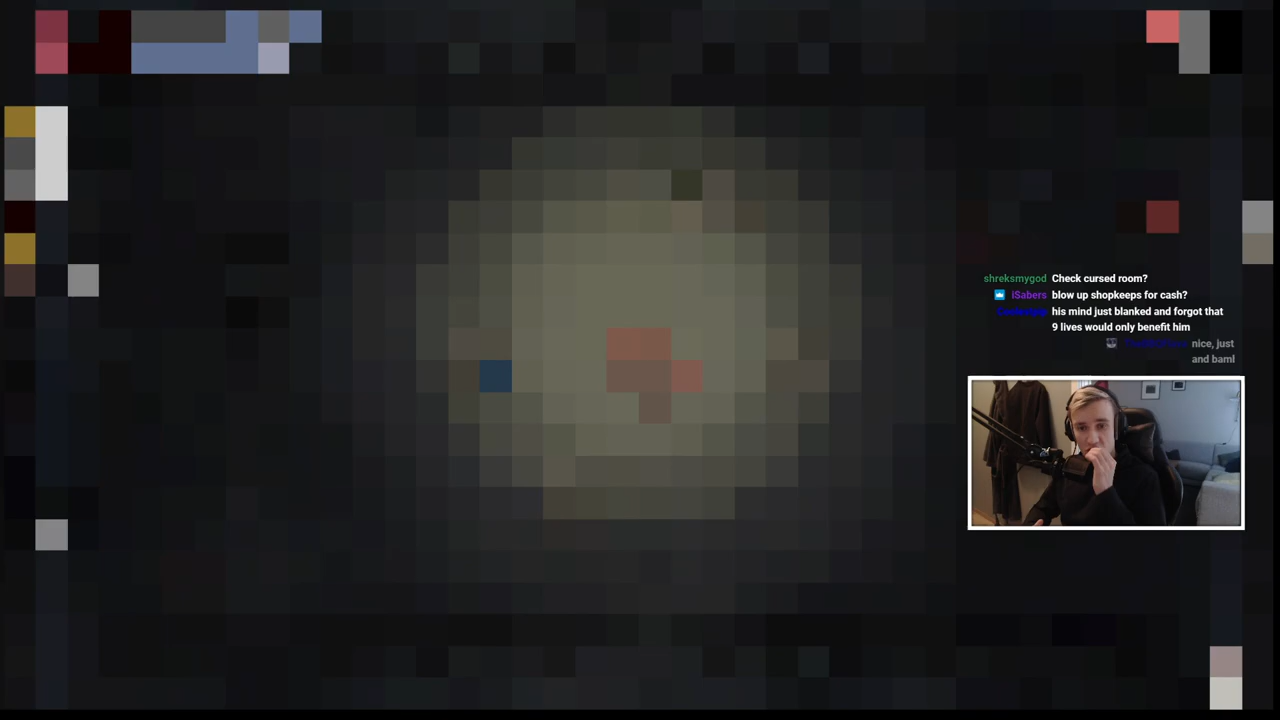 shreksmygod Check cursed room?
iSabers blow up shopkeeps for cash?
his mind just blanked and forgot that
9 lives would only benefit him
nice, just
and bam!